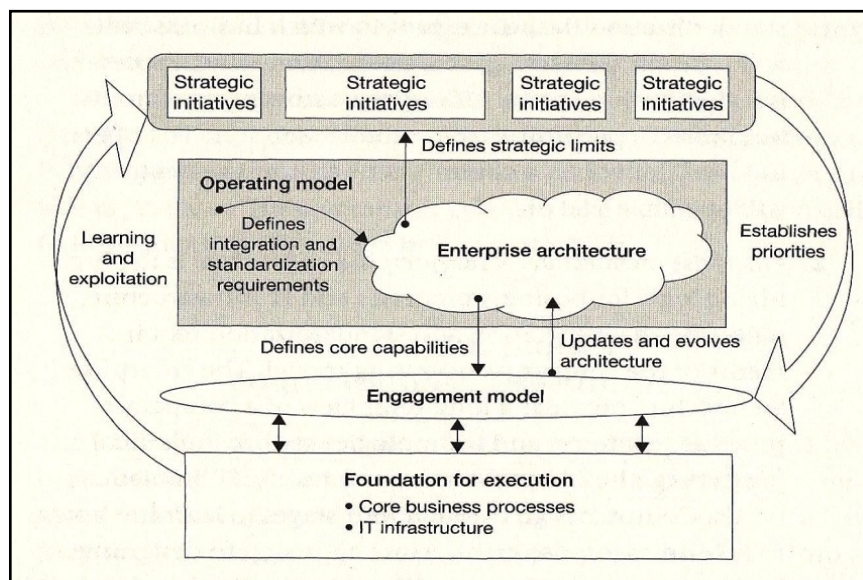 Strategic
initiatives
Strategic
initiatives
Strategic
initiatives
Strategic
initiatives
Defines strategic limits
Operating model
Defines
integration and
standardization
requirements
Enterprise architecture
Learning
and
exploitation
Establishes
priorities
Defines core capabilities
Updates and evolves
architecture
Engagement model
Foundation for execution
• Core business processes
• IT infrastructure